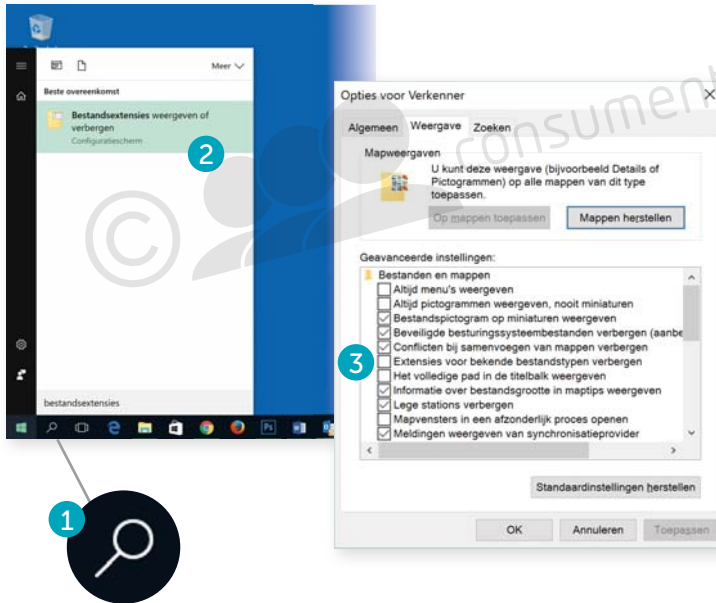 Meer
Beste overeenkomst
Bestandsextensies weergeven of
verbergen
Configuratiescherm
2
bestandsextensies
Ps
1
Opties voor Verkenner
Algemeen Weergave Zoeken
Mapweergaven
U kunt deze weergave (bijvoorbeeld Details of
Pictogrammen) op alle mappen van dit type
toepassen.
Op mappen toepassen Mappen herstellen
Geavanceerde instellingen:
Bestanden en mappen
Altijd menu's weergeven
Altijd pictogrammen weergeven, nooit miniaturen
Bestandspictogram op miniaturen weergeven
Beveiligde besturingssysteembestanden verbergen (aanbe
Conflicten bij samenvoegen van mappen verbergen
3
Extensies voor bekende bestandstypen verbergen
Het volledige pad in de titelbalk weergeven
Informatie over bestandsgrootte in maptips weergeven
Lege stations verbergen
Mapvensters in een afzonderlijk proces openen
Meldingen weergeven van synchronisatieprovider
Standaardinstellingen herstellen
OK Annuleren Toepassen
© consument